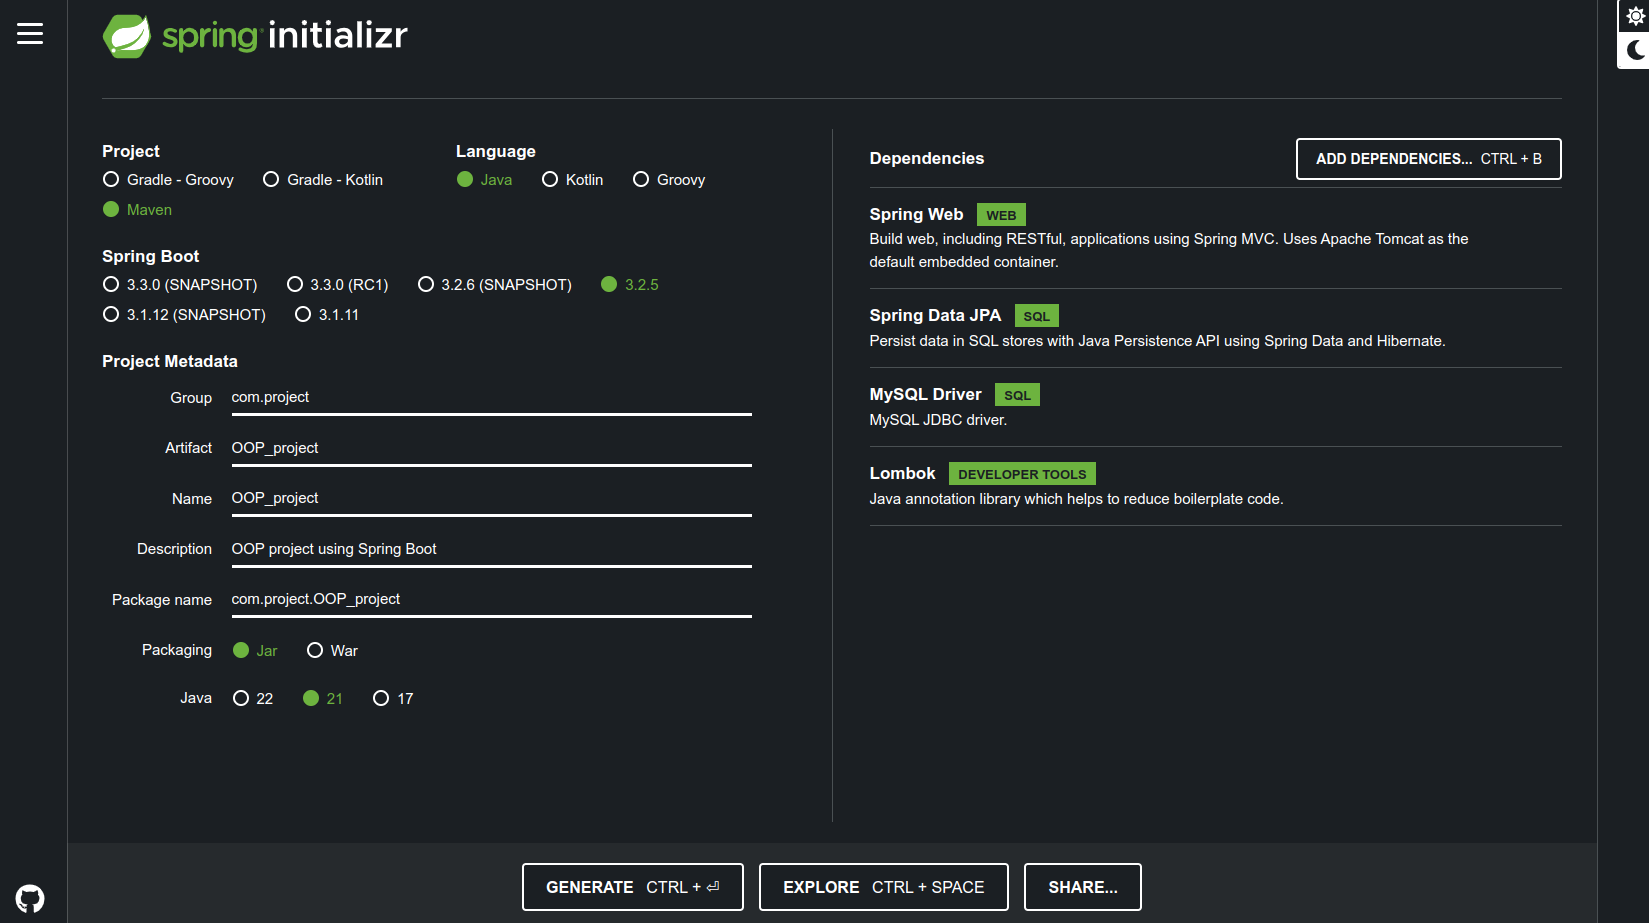 spring initializr
Project
Gradle - Groovy Gradle - Kotlin
Maven
Language
Java Kotlin Groovy
Spring Boot
3.3.0 (SNAPSHOT) 3.3.0 (RC1) 3.2.6 (SNAPSHOT) 3.2.5
3.1.12 (SNAPSHOT) 3.1.11
Project Metadata
Group com.project
Artifact OOP_project
Name OOP_project
Description OOP project using Spring Boot
Package name com.project.OOP_project
Packaging Jar War
Java 22 21 17
Dependencies ADD DEPENDENCIES... CTRL + B
Spring Web WEB
Build web, including RESTful, applications using Spring MVC. Uses Apache Tomcat as the
default embedded container.
Spring Data JPA SQL
Persist data in SQL stores with Java Persistence API using Spring Data and Hibernate.
MySQL Driver SQL
MySQL JDBC driver.
Lombok DEVELOPER TOOLS
Java annotation library which helps to reduce boilerplate code.
GENERATE CTRL + ⏎ EXPLORE CTRL + SPACE SHARE...